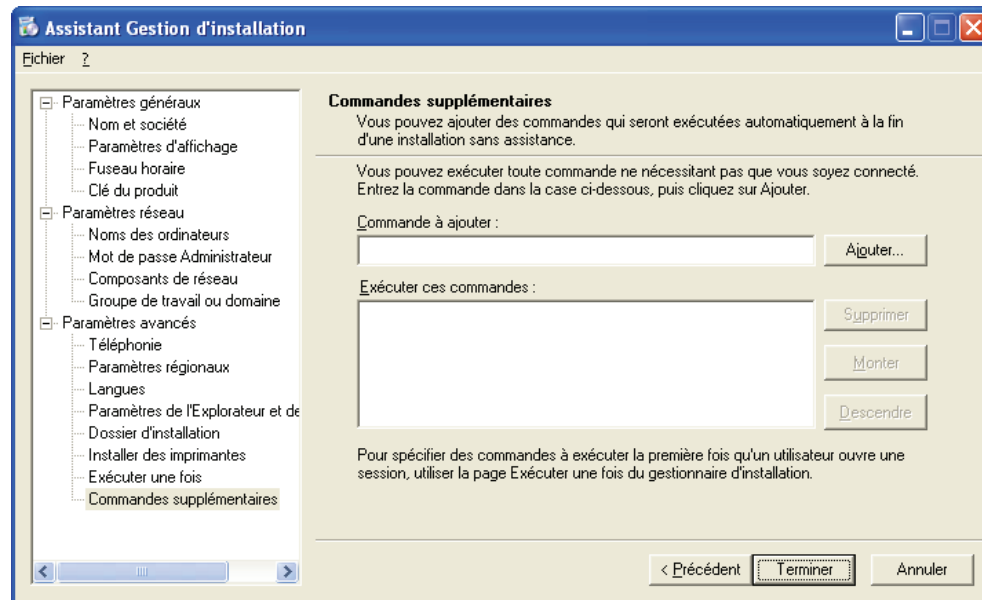 Assistant Gestion d'installation
Fichier ?
Paramètres généraux
Nom et société
Paramètres d'affichage
Fuseau horaire
Clé du produit
Paramètres réseau
Noms des ordinateurs
Mot de passe Administrateur
Composants de réseau
Groupe de travail ou domaine
Paramètres avancés
Téléphonie
Paramètres régionaux
Langues
Paramètres de l'Explorateur et de
Dossier d'installation
Installer des imprimantes
Exécuter une fois
Commandes supplémentaires
Commandes supplémentaires
Vous pouvez ajouter des commandes qui seront exécutées automatiquement à la fin
d'une installation sans assistance.
Vous pouvez exécuter toute commande ne nécessitant pas que vous soyez connecté.
Entrez la commande dans la case ci-dessous, puis cliquez sur Ajouter.
Commande à ajouter :
Ajouter...
Exécuter ces commandes :
Supprimer
Monter
Descendre
Pour spécifier des commandes à exécuter la première fois qu'un utilisateur ouvre une
session, utiliser la page Exécuter une fois du gestionnaire d'installation.
< Précédent
Terminer
Annuler